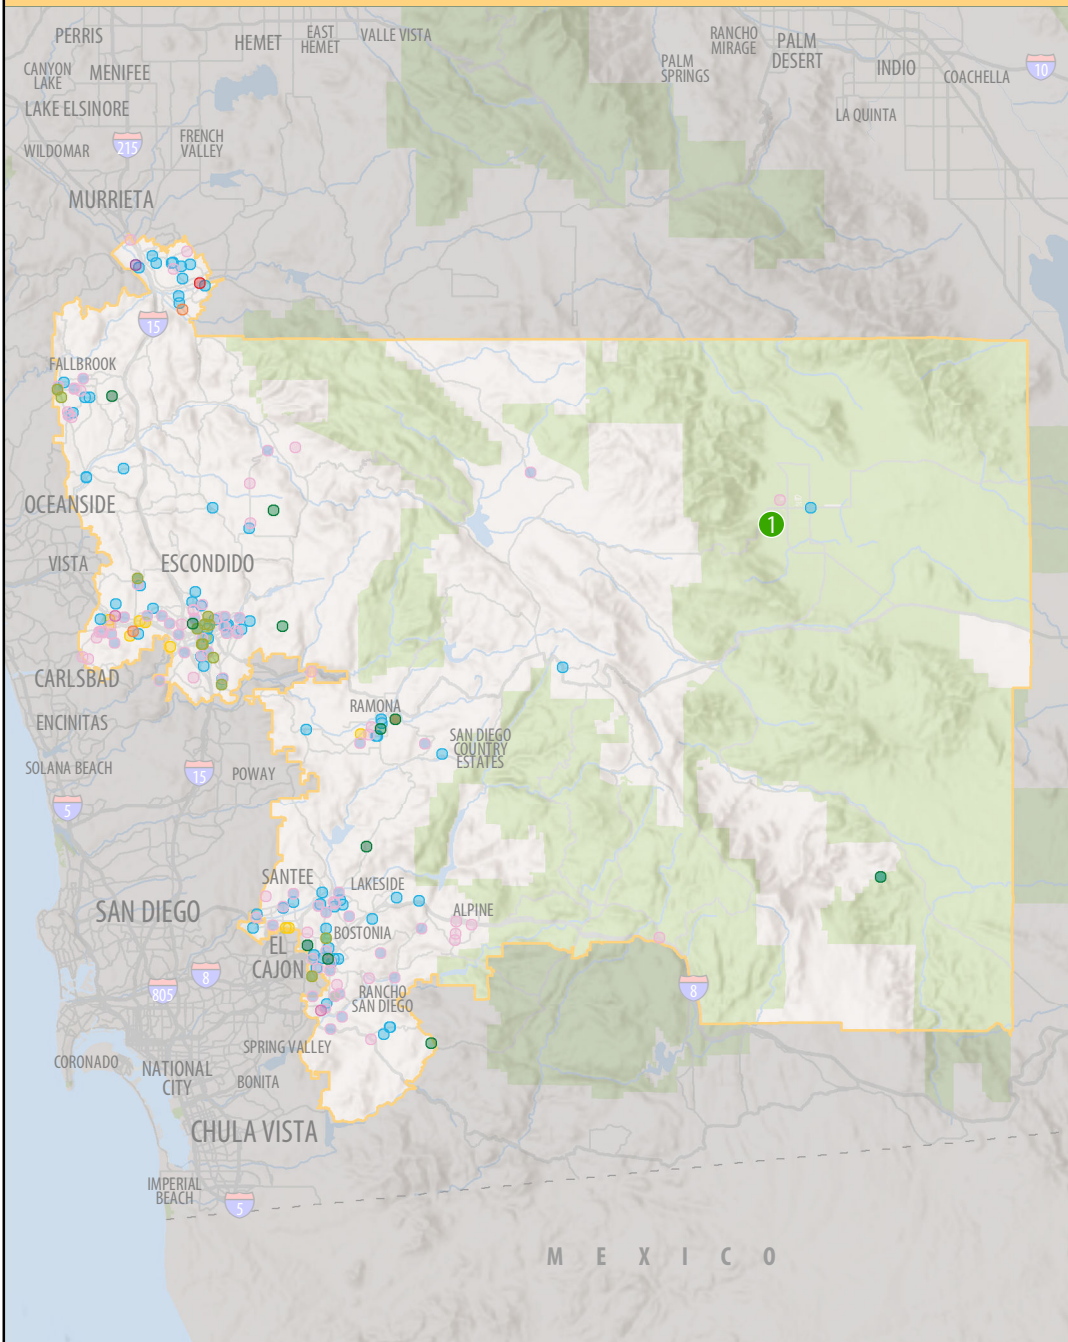 PERRIS
HEMET
EAST
HEMET
VALLE VISTA
RANCHO
MIRAGE
PALM
DESERT
CANYON
LAKE
MENIFEE
PALM
SPRINGS
INDIO
COACHELLA
10
LAKE ELSINORE
LA QUINTA
WILDOMAR
215
FRENCH
VALLEY
MURRIETA
15
FALLBROOK
OCEANSIDE
1
VISTA
ESCONDIDO
CARLSBAD
RAMONA
ENCINITAS
SAN DIEGO
COUNTRY
ESTATES
SOLANA BEACH
15
POWAY
5
SANTEE
LAKESIDE
SAN DIEGO
ALPINE
BOSTONIA
EL
CAJON
8
805
RANCHO
SAN DIEGO
8
SPRING VALLEY
CORONADO
NATIONAL
CITY
BONITA
CHULA VISTA
IMPERIAL
BEACH
5
MEXICO